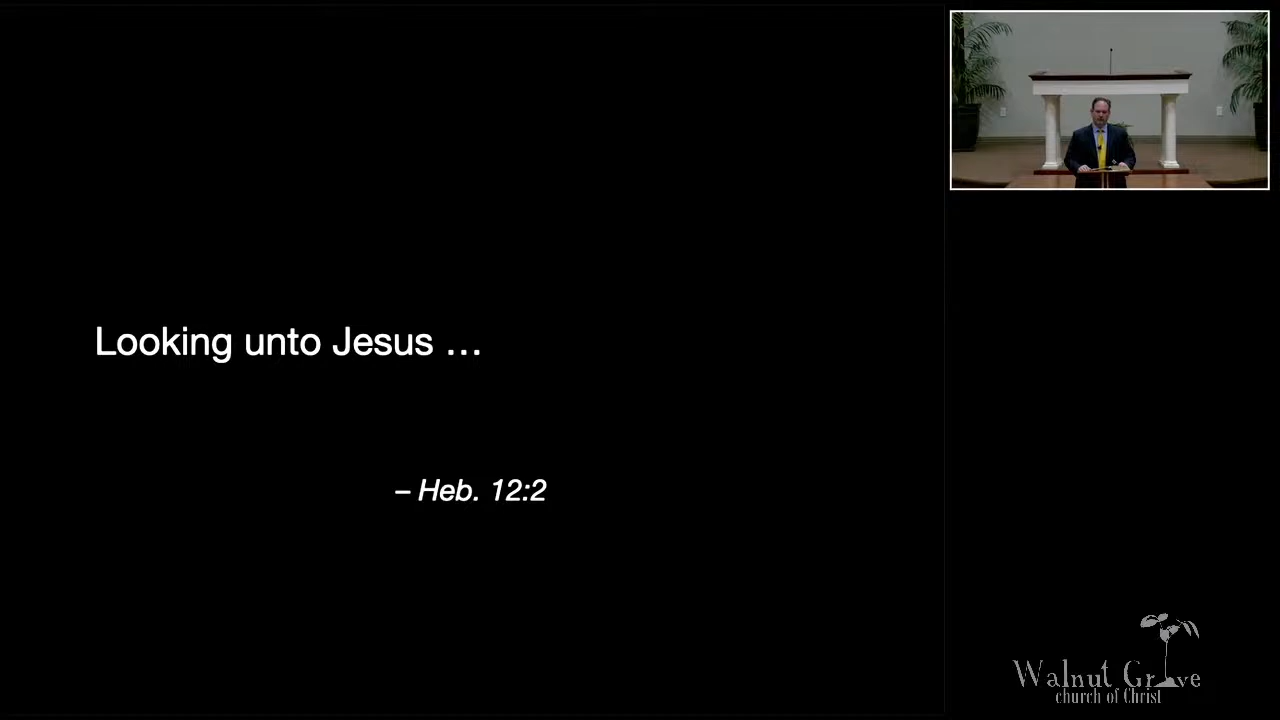 Looking unto Jesus …
– Heb. 12:2
Walnut Grove
church of Christ